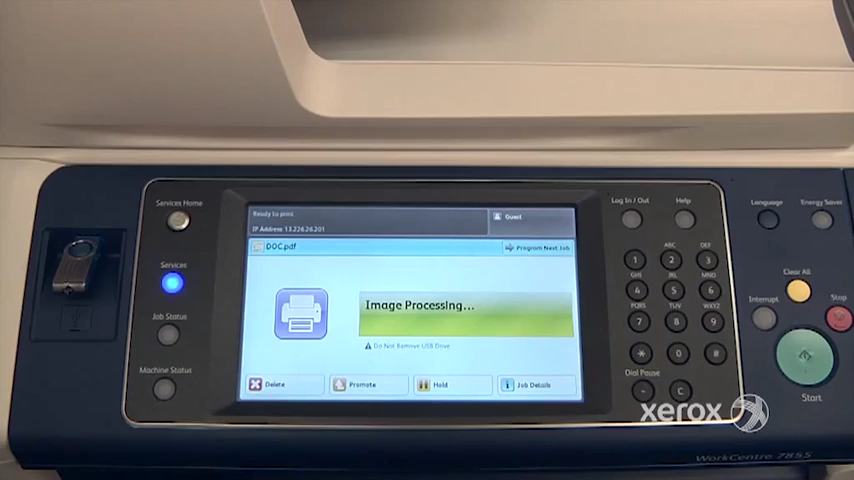 Services Home
Services
Job Status
Machine Status
Ready to print
IP Address: 13.226.26.201
Guest
DOC.pdf
Program Next Job
Image Processing...
Do Not Remove USB Drive
Delete
Promote
Hold
Job Details
Log In / Out
Help
1
ABC
2
DEF
3
GHI
4
JKL
5
MNO
6
PQRS
7
TUV
8
WXYZ
9
*
0
#
Dial Pause
-
C
Language
Energy Saver
Clear All
Interrupt
Stop
Start
xerox
WorkCentre 7855